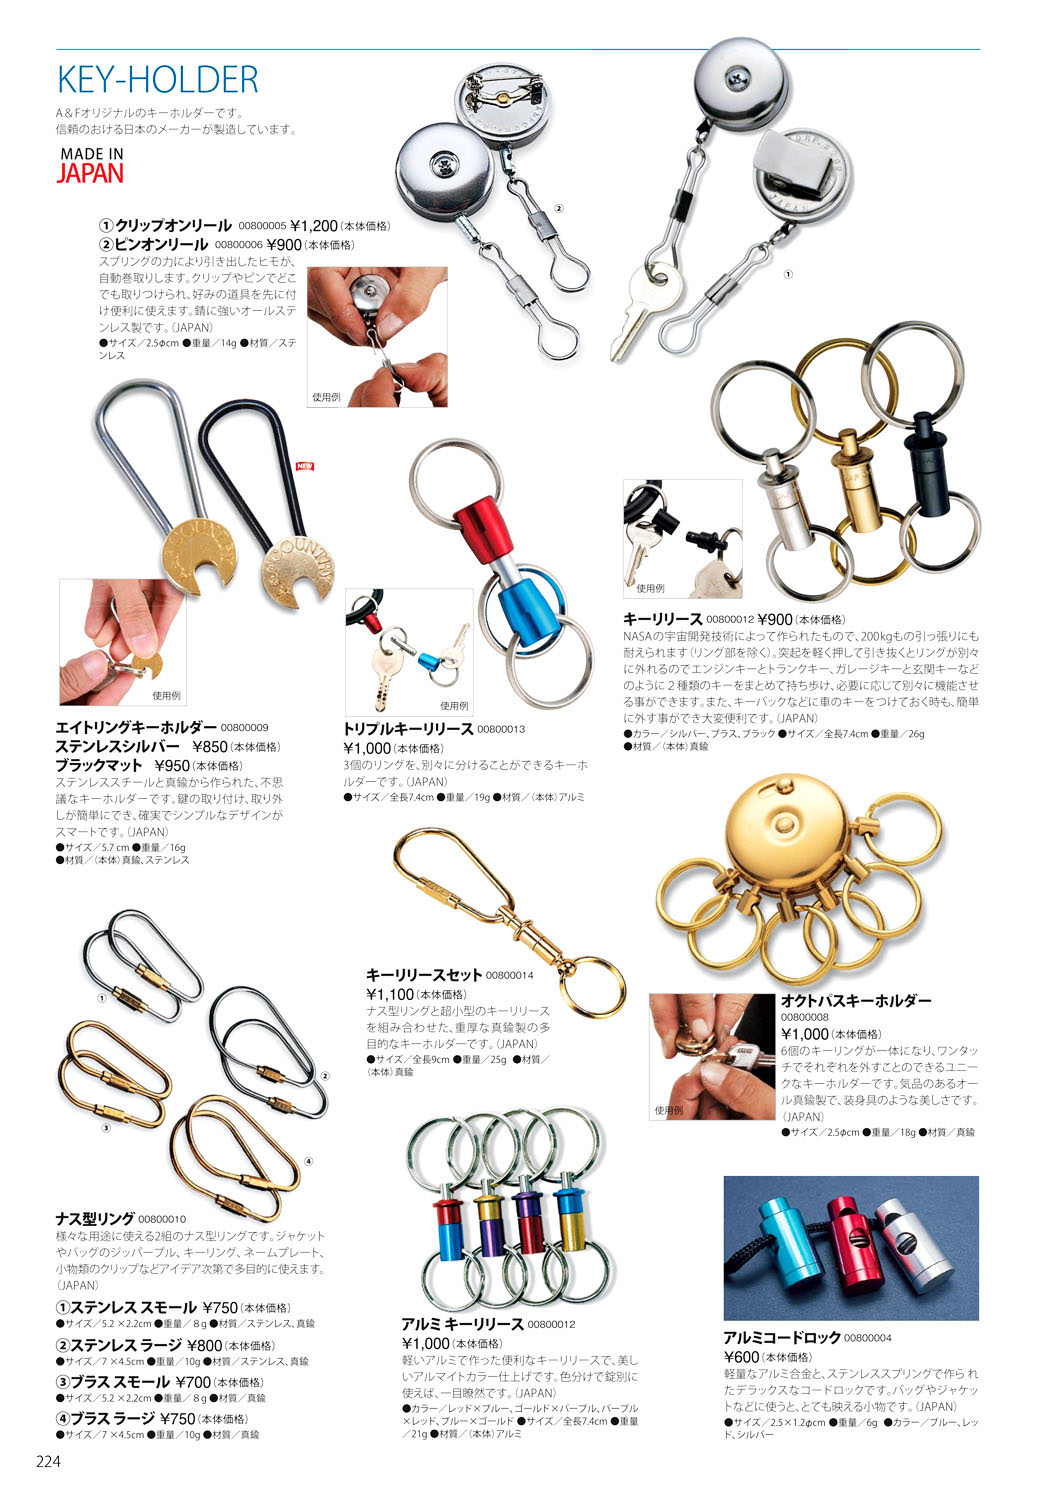 KEY-HOLDER
A&Fオリジナルのキーホルダーです。
信頼のおける日本のメーカーが製造しています。
MADE IN
JAPAN
①クリップオンリール 00800005 ¥1,200(本体価格)
②ピンオンリール 00800006 ¥900(本体価格)
スプリングの力により引き出したヒモが、
自動巻取りします。クリップやピンでどこ
でも取りつけられ、好みの道具を先に付
け便利に使えます。錆に強いオールステ
ンレス製です。(JAPAN)
●サイズ/2.5φcm ●重量/14g ●材質/ステ
ンレス
使用例
②
①
NEW
使用例
エイトリングキーホルダー 00800009
ステンレスシルバー ¥850(本体価格)
ブラックマット ¥950(本体価格)
ステンレススチールと真鍮から作られた、不思
議なキーホルダーです。鍵の取り付け、取り外
しが簡単にでき、確実でシンプルなデザインが
スマートです。(JAPAN)
●サイズ/5.7 cm ●重量/16g
●材質/(本体)真鍮、ステンレス
使用例
トリプルキーリリース 00800013
¥1,000(本体価格)
3個のリングを、別々に分けることができるキーホ
ルダーです。(JAPAN)
●サイズ/全長7.4cm ●重量/19g ●材質/(本体)アルミ
使用例
キーリリース 00800012 ¥900(本体価格)
NASAの宇宙開発技術によって作られたもので、200kgもの引っ張りにも
耐えられます(リング部を除く)。突起を軽く押して引き抜くとリングが別々
に外れるのでエンジンキーとトランクキー、ガレージキーと玄関キーなど
のように2種類のキーをまとめて持ち歩け、必要に応じて別々に機能させ
る事ができます。また、キーバックなどに車のキーをつけておく時も、簡単
に外す事ができ大変便利です。(JAPAN)
●カラー/シルバー、ブラス、ブラック ●サイズ/全長7.4cm ●重量/26g
●材質/(本体)真鍮
キーリリースセット 00800014
¥1,100(本体価格)
ナス型リングと超小型のキーリリース
を組み合わせた、重厚な真鍮製の多
目的なキーホルダーです。(JAPAN)
●サイズ/全長9cm ●重量/25g ●材質/
(本体)真鍮
使用例
オクトパスキーホルダー
00800008
¥1,000(本体価格)
6個のキーリングが一体になり、ワンタッ
チでそれぞれを外すことのできるユニー
クなキーホルダーです。気品のあるオー
ル真鍮製で、装身具のような美しさです。
(JAPAN)
●サイズ/2.5φcm ●重量/18g ●材質/真鍮
①
②
③
④
ナス型リング 00800010
様々な用途に使える2組のナス型リングです。ジャケット
やバッグのジッパープル、キーリング、ネームプレート、
小物類のクリップなどアイデア次第で多目的に使えます。
(JAPAN)
①ステンレス スモール ¥750(本体価格)
●サイズ/5.2 ×2.2cm ●重量/ 8 g ●材質/ステンレス、真鍮
②ステンレス ラージ ¥800(本体価格)
●サイズ/7 ×4.5cm ●重量/10g ●材質/ステンレス、真鍮
③ブラス スモール ¥700(本体価格)
●サイズ/5.2 ×2.2cm ●重量/ 8 g ●材質/真鍮
④ブラス ラージ ¥750(本体価格)
●サイズ/7 ×4.5cm ●重量/10g ●材質/真鍮
アルミ キーリリース 00800012
¥1,000(本体価格)
軽いアルミで作った便利なキーリリースで、美し
いアルマイトカラー仕上げです。色分けで錠別に
使えば、一目瞭然です。(JAPAN)
●カラー/レッド×ブルー、ゴールド×パープル、パープル
×レッド、ブルー×ゴールド ●サイズ/全長7.4cm ●重量
/21g ●材質/(本体)アルミ
アルミコードロック 00800004
¥600(本体価格)
軽量なアルミ合金と、ステンレススプリングで作られ
たデラックスなコードロックです。バッグやジャケッ
トなどに使うと、とても映える小物です。(JAPAN)
●サイズ/2.5×1.2φcm ●重量/6g ●カラー/ブルー、レッ
ド、シルバー
224